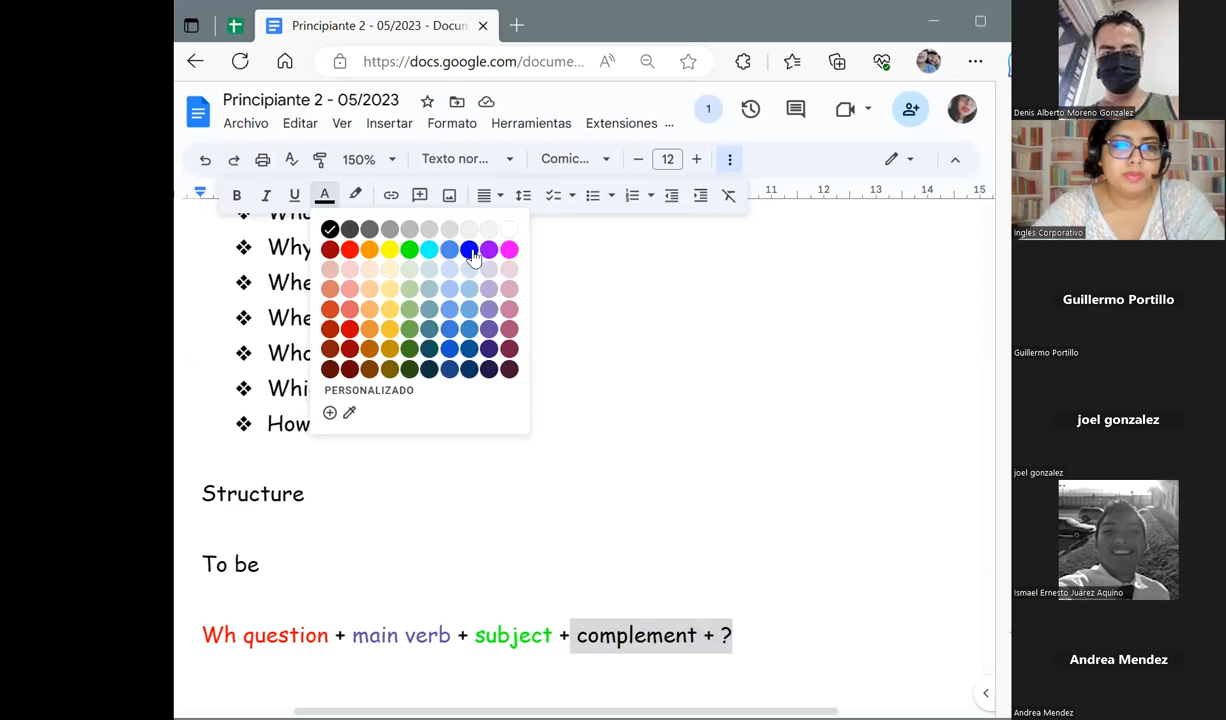 Principiante 2 - 05/2023 - Docum
https://docs.google.com/docume...
Principiante 2 - 05/2023
1
Archivo Editar Ver Insertar Formato Herramientas Extensiones ...
150% Texto nor... Comic... 12
11 12 13 14 15
Why
Whi
How
PERSONALIZADO
Structure
To be
Wh question + main verb + subject + complement + ?
Denis Alberto Moreno Gonzalez
Ingles Corporativo
Guillermo Portillo
Guillermo Portillo
joel gonzalez
joel gonzalez
Ismael Ernesto Juárez Aquino
Andrea Mendez
Andrea Mendez